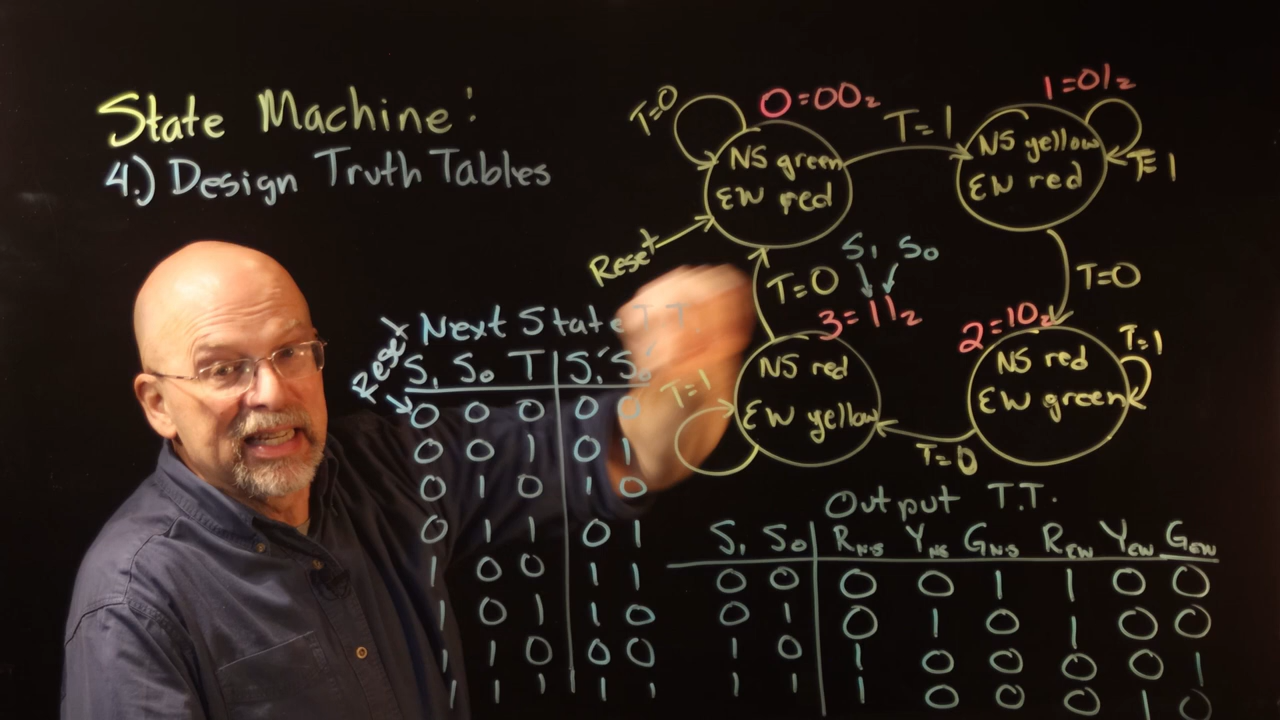 State Machine:
4.) Design Truth Tables
T=0
0=00₂
T=1
1=01₂
T=1
NS green
EW red
NS yellow
EW red
Reset
T=0
S₁ S₀
3=11₂
T=0
2=10₂
T=1
NS red
EW yellow
T=1
NS red
EW green
T=0
Next State T.T.
Reset
S₁ S₀ T S₁' S₀'
0 0 0 0 0
0 0 1 0 1
0 1 0 1 0
0 1 1 0 1
1 0 0 1 1
1 0 1 1 0
1 1 0 0 0
1 1 1 1 1
Output T.T.
S₁ S₀ R_NS Y_NS G_NS R_EW Y_EW G_EW
0 0 0 0 1 1 0 0
0 1 0 1 0 1 0 0
1 0 1 0 0 0 0 1
1 1 1 0 0 0 1 0